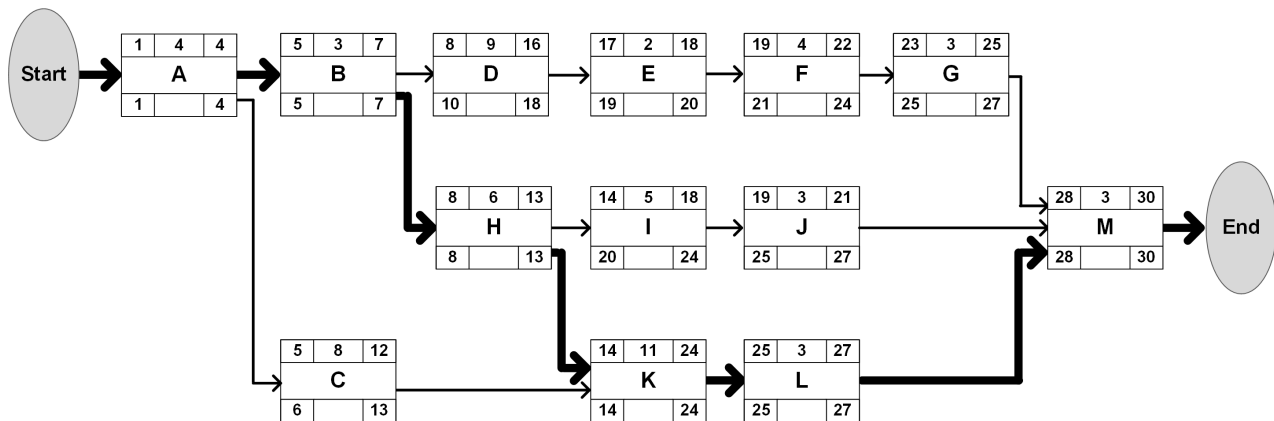 Start
1 4 4
A
1 4
5 3 7
B
5 7
8 9 16
D
10 18
17 2 18
E
19 20
19 4 22
F
21 24
23 3 25
G
25 27
8 6 13
H
8 13
14 5 18
I
20 24
19 3 21
J
25 27
28 3 30
M
28 30
End
5 8 12
C
6 13
14 11 24
K
14 24
25 3 27
L
25 27